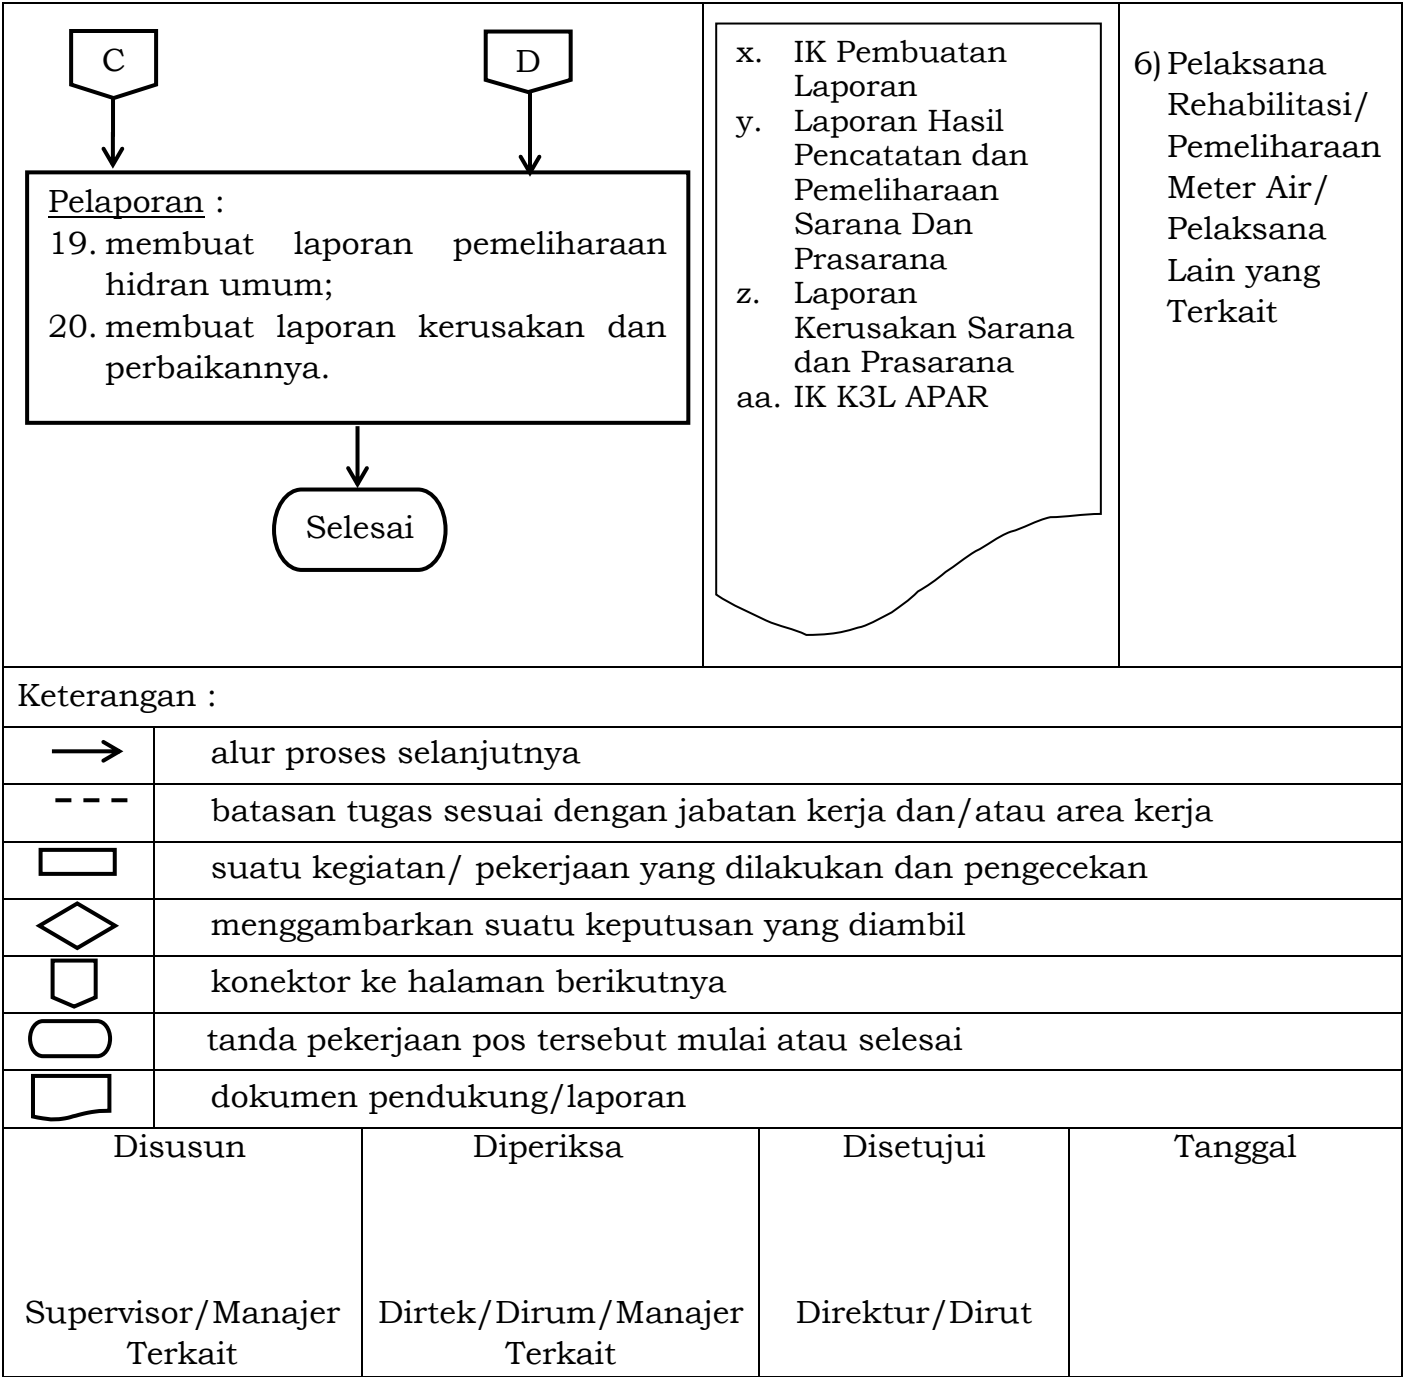 C
D
Pelaporan :
19. membuat laporan pemeliharaan
hidran umum;
20. membuat laporan kerusakan dan
perbaikannya.
Selesai
x. IK Pembuatan
Laporan
y. Laporan Hasil
Pencatatan dan
Pemeliharaan
Sarana Dan
Prasarana
z. Laporan
Kerusakan Sarana
dan Prasarana
aa. IK K3L APAR
6) Pelaksana
Rehabilitasi/
Pemeliharaan
Meter Air/
Pelaksana
Lain yang
Terkait
Keterangan :
alur proses selanjutnya
batasan tugas sesuai dengan jabatan kerja dan/atau area kerja
suatu kegiatan/ pekerjaan yang dilakukan dan pengecekan
menggambarkan suatu keputusan yang diambil
konektor ke halaman berikutnya
tanda pekerjaan pos tersebut mulai atau selesai
dokumen pendukung/laporan
Disusun
Supervisor/Manajer
Terkait
Diperiksa
Dirtek/Dirum/Manajer
Terkait
Disetujui
Direktur/Dirut
Tanggal